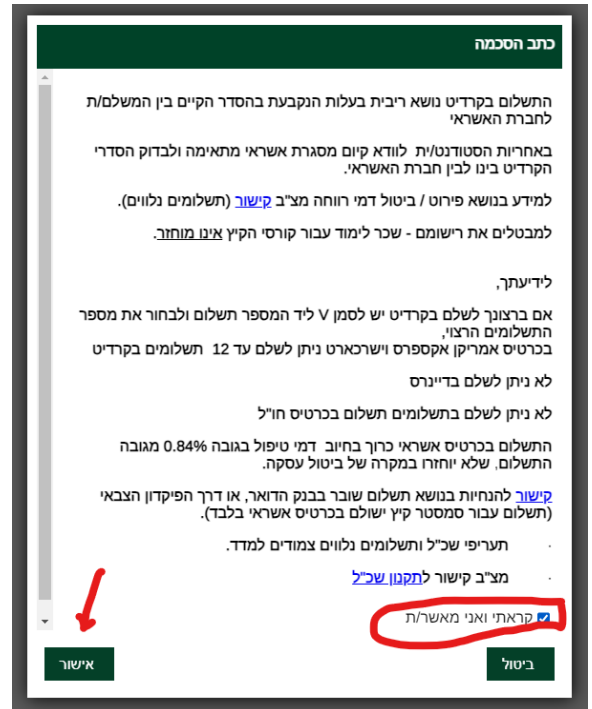 כתב הסכמה
התשלום בקרדיט נושא ריבית בעלות הנקבעת בהסדר הקיים בין המשלם/ת
לחברת האשראי
באחריות הסטודנט/ית לוודא קיום מסגרת אשראי מתאימה ולבדוק הסדרי
הקרדיט בינו לבין חברת האשראי.
למידע בנושא פירוט / ביטול דמי רווחה מצ"ב קישור (תשלומים נלווים).
למבטלים את רישומם - שכר לימוד עבור קורסי הקיץ אינו מוחזר.
לידיעתך,
אם ברצונך לשלם בקרדיט יש לסמן V ליד המספר תשלום ולבחור את מספר
התשלומים הרצוי,
בכרטיס אמריקן אקספרס וישרכארט ניתן לשלם עד 12 תשלומים בקרדיט
לא ניתן לשלם בדיינרס
לא ניתן לשלם בתשלומים תשלום בכרטיס חו"ל
התשלום בכרטיס אשראי כרוך בחיוב דמי טיפול בגובה 0.84% מגובה
התשלום, שלא יוחזרו במקרה של ביטול עסקה.
קישור להנחיות בנושא תשלום שובר בבנק הדואר, או דרך הפיקדון הצבאי
(תשלום עבור סמסטר קיץ ישולם בכרטיס אשראי בלבד).
· תעריפי שכ"ל ותשלומים נלווים צמודים למדד.
· מצ"ב קישור לתקנון שכ"ל
קראתי ואני מאשר/ת
ביטול
אישור